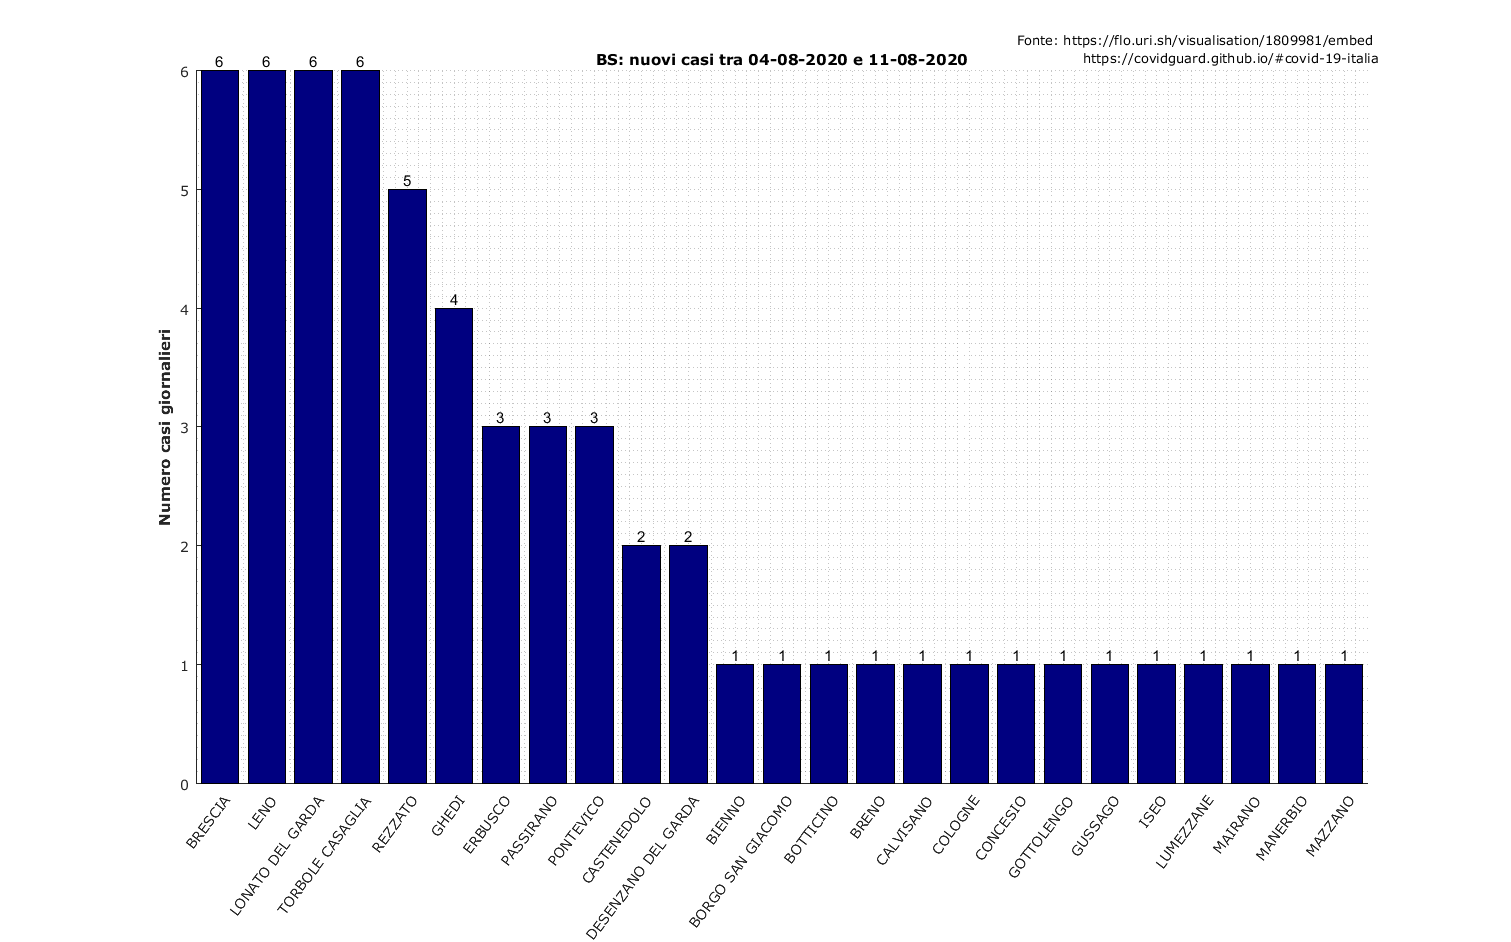 Fonte: https://flo.uri.sh/visualisation/1809981/embed
https://covidguard.github.io/#covid-19-italia
BS: nuovi casi tra 04-08-2020 e 11-08-2020
Numero casi giornalieri
6
5
4
3
2
1
0
6
6
6
6
5
4
3
3
3
2
2
1
1
1
1
1
1
1
1
1
1
1
1
1
1
BRESCIA
LENO
LONATO DEL GARDA
TORBOLE CASAGLIA
REZZATO
GHEDI
ERBUSCO
PASSIRANO
PONTEVICO
CASTENEDOLO
DESENZANO DEL GARDA
BIENNO
BORGO SAN GIACOMO
BOTTICINO
BRENO
CALVISANO
COLOGNE
CONCESIO
GOTTOLENGO
GUSSAGO
ISEO
LUMEZZANE
MAIRANO
MANERBIO
MAZZANO